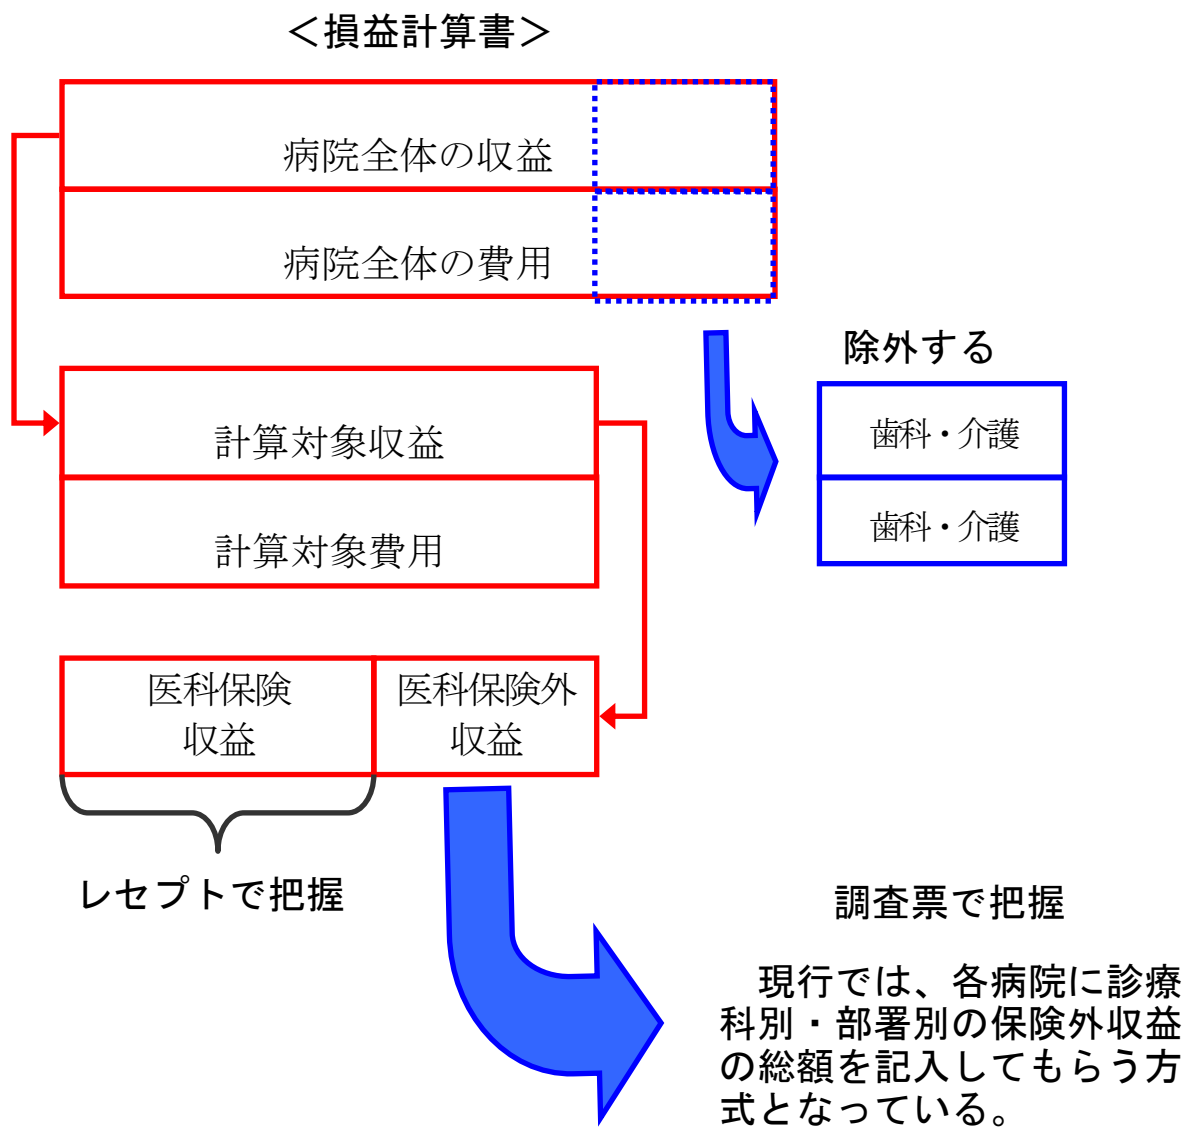 ＜損益計算書＞
病院全体の収益
病院全体の費用
除外する
歯科・介護
歯科・介護
計算対象収益
計算対象費用
医科保険
収益
医科保険外
収益
レセプトで把握
調査票で把握
現行では、各病院に診療
科別・部署別の保険外収益
の総額を記入してもらう方
式となっている。